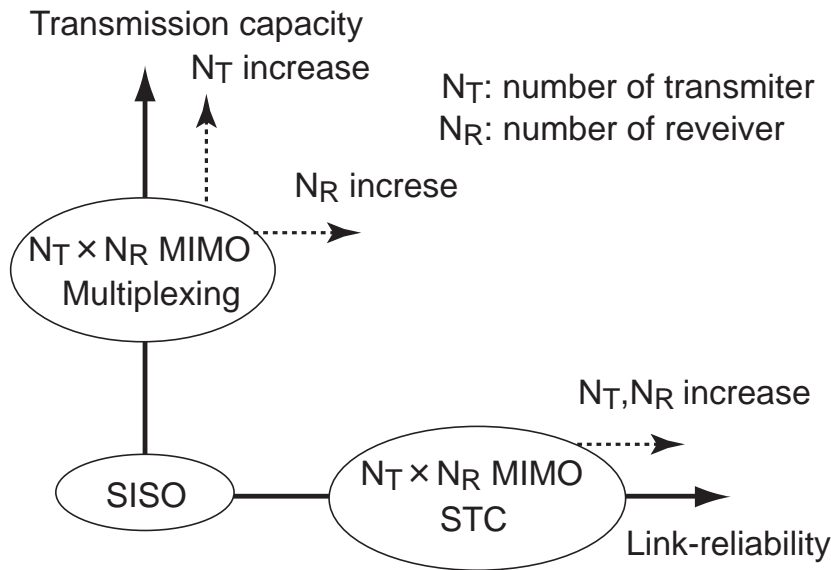 Transmission capacity
NT increase
NT: number of transmiter
NR: number of reveiver
NR increse
NT × NR MIMO
Multiplexing
NT,NR increase
SISO
NT × NR MIMO
STC
Link-reliability